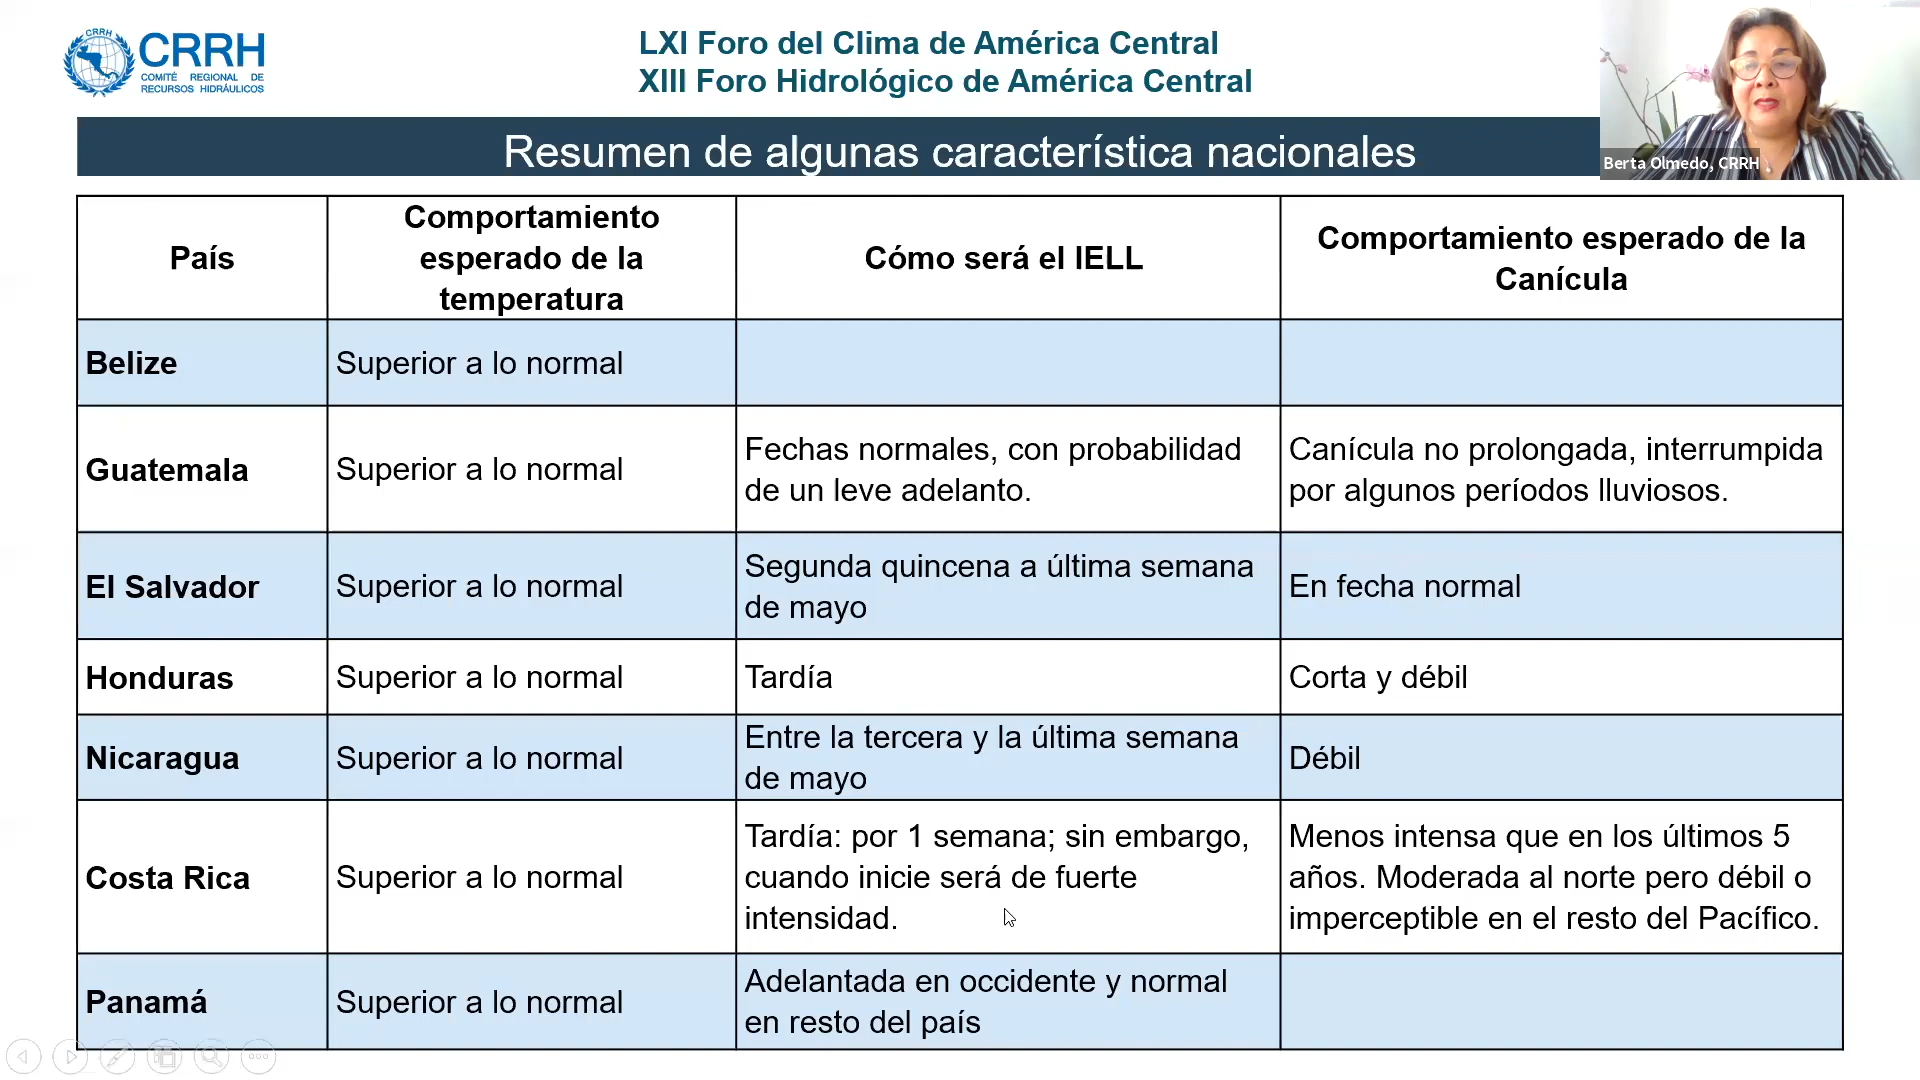 CRRH
CRRH
COMITÉ REGIONAL DE
RECURSOS HIDRÁULICOS
LXI Foro del Clima de América Central
XIII Foro Hidrológico de América Central
Berta Olmedo, CRRH
Resumen de algunas característica nacionales
País
Comportamiento
esperado de la
temperatura
Cómo será el IELL
Comportamiento esperado de la
Canícula
Belize
Superior a lo normal
Guatemala
Superior a lo normal
Fechas normales, con probabilidad
de un leve adelanto.
Canícula no prolongada, interrumpida
por algunos períodos lluviosos.
El Salvador
Superior a lo normal
Segunda quincena a última semana
de mayo
En fecha normal
Honduras
Superior a lo normal
Tardía
Corta y débil
Nicaragua
Superior a lo normal
Entre la tercera y la última semana
de mayo
Débil
Costa Rica
Superior a lo normal
Tardía: por 1 semana; sin embargo,
cuando inicie será de fuerte
intensidad.
Menos intensa que en los últimos 5
años. Moderada al norte pero débil o
imperceptible en el resto del Pacífico.
Panamá
Superior a lo normal
Adelantada en occidente y normal
en resto del país